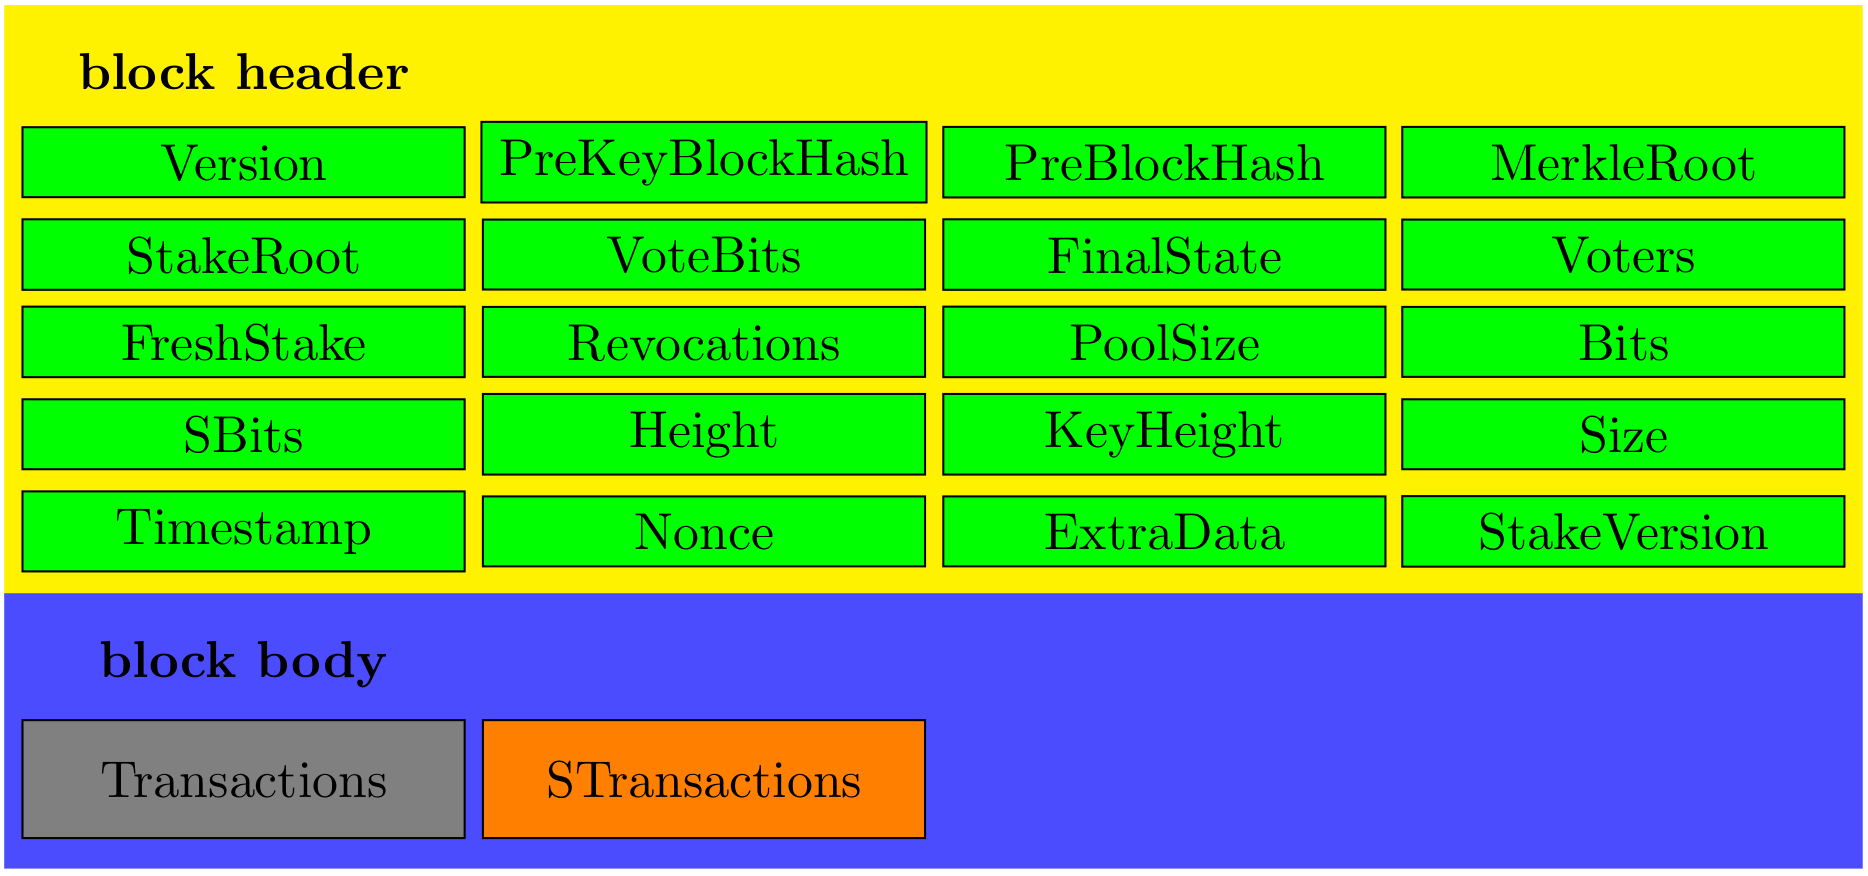 block header
Version PreKeyBlockHash PreBlockHash MerkleRoot
StakeRoot VoteBits FinalState Voters
FreshStake Revocations PoolSize Bits
SBits Height KeyHeight Size
Timestamp Nonce ExtraData StakeVersion
block body
Transactions STransactions